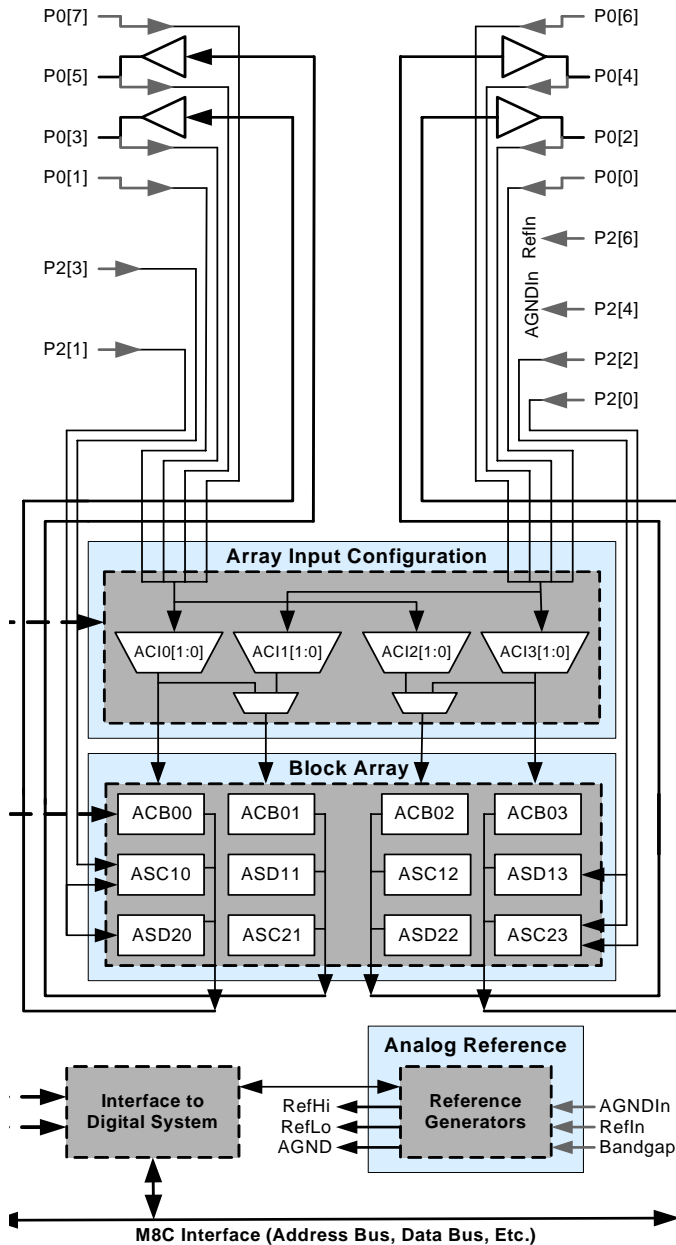 P0[7]
P0[6]
P0[5]
P0[4]
P0[3]
P0[2]
P0[1]
P0[0]
P2[6]
RefIn
AGNDIn
P2[3]
P2[4]
P2[1]
P2[2]
P2[0]
Array Input Configuration
ACI0[1:0] ACI1[1:0] ACI2[1:0] ACI3[1:0]
Block Array
ACB00 ACB01 ACB02 ACB03
ASC10 ASD11 ASC12 ASD13
ASD20 ASC21 ASD22 ASC23
Analog Reference
Interface to
Digital System
RefHi
RefLo
AGND
Reference
Generators
AGNDIn
RefIn
Bandgap
M8C Interface (Address Bus, Data Bus, Etc.)